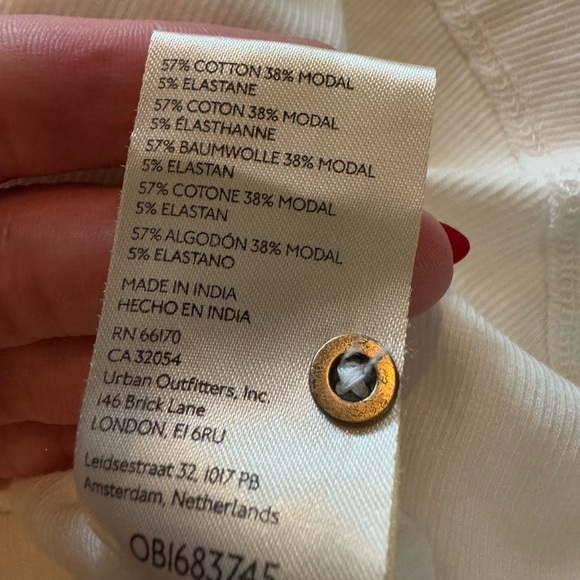 57% COTTON 38% MODAL
5% ELASTANE
57% COTON 38% MODAL
5% ÉLASTHANNE
57% BAUMWOLLE 38% MODAL
5% ELASTAN
57% COTONE 38% MODAL
5% ELASTAN
57% ALGODÓN 38% MODAL
5% ELASTANO
MADE IN INDIA
HECHO EN INDIA
RN 66170
CA 32054
Urban Outfitters, Inc.
146 Brick Lane
LONDON, E1 6RU
Leidsestraat 32, 1017 PB
Amsterdam, Netherlands
OB1683745